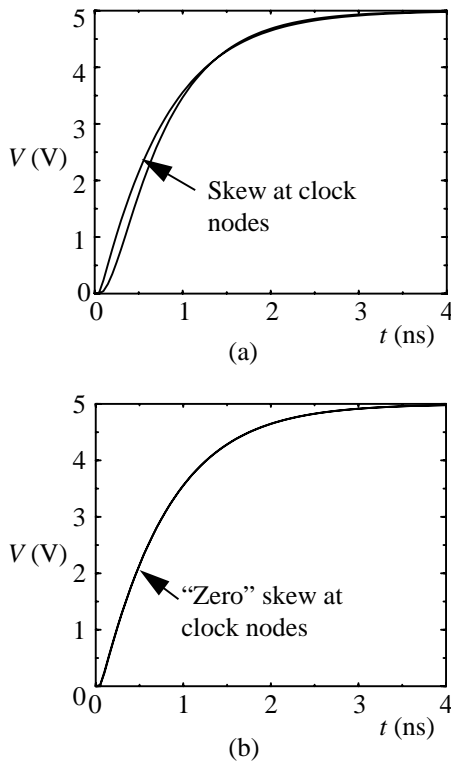 5
4
3
V (V)
2
Skew at clock
nodes
1
0
0 1 2 3 4
t (ns)
(a)
5
4
3
V (V)
2
“Zero” skew at
clock nodes
1
0
0 1 2 3 4
t (ns)
(b)